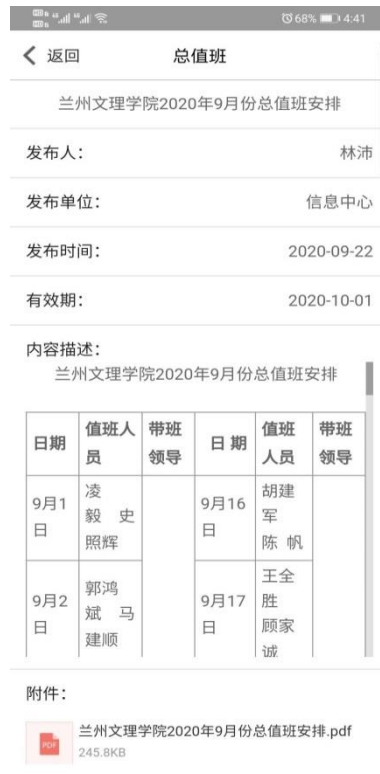 68% 4:41
返回 总值班
兰州文理学院2020年9月份总值班安排
发布人： 林沛
发布单位： 信息中心
发布时间： 2020-09-22
有效期： 2020-10-01
内容描述：
兰州文理学院2020年9月份总值班安排
日期 值班人员 带班领导 日 期 值班人员 带班领导
9月1日 凌毅 史照辉 9月16日 胡建军 陈 帆
9月2日 郭鸿斌 马建顺 9月17日 王全胜 顾家诚
附件：
PDF 兰州文理学院2020年9月份总值班安排.pdf
245.8KB